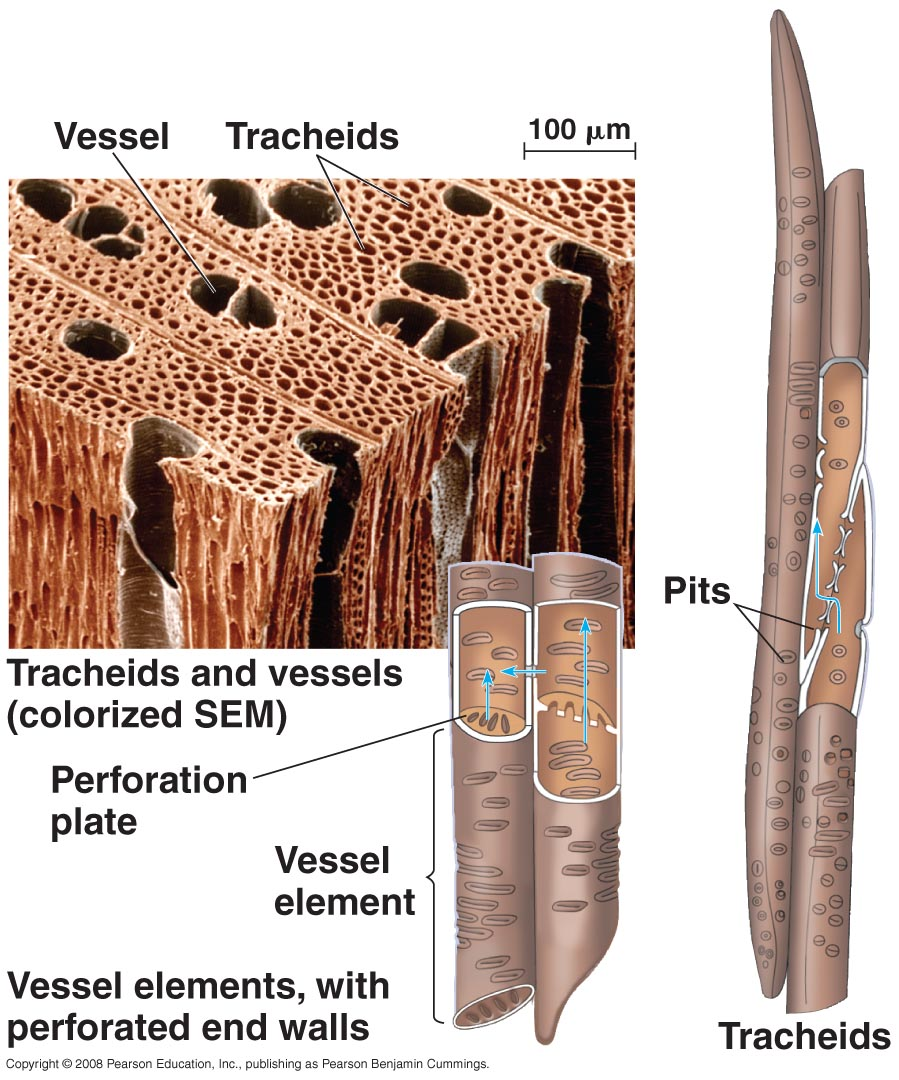 Vessel
Tracheids
100 μm
Pits
Tracheids and vessels
(colorized SEM)
Perforation
plate
Vessel
element
Vessel elements, with
perforated end walls
Tracheids
Copyright © 2008 Pearson Education, Inc., publishing as Pearson Benjamin Cummings.